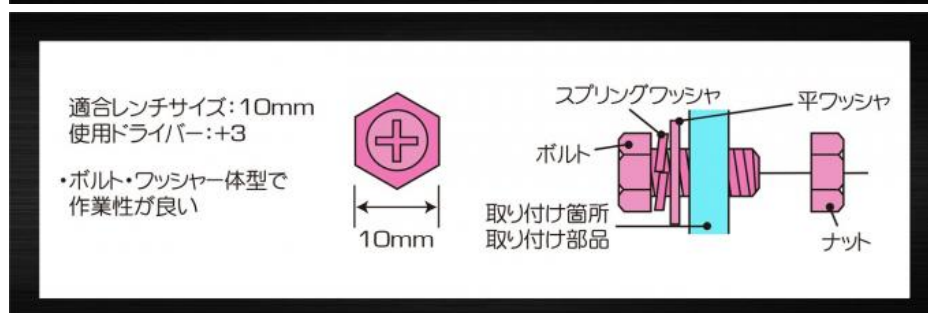 適合レンチサイズ:10mm
使用ドライバー:+3
・ボルト・ワッシャー体型で
作業性が良い
10mm
スプリングワッシャ
平ワッシャ
ボルト
取り付け箇所
取り付け部品
ナット